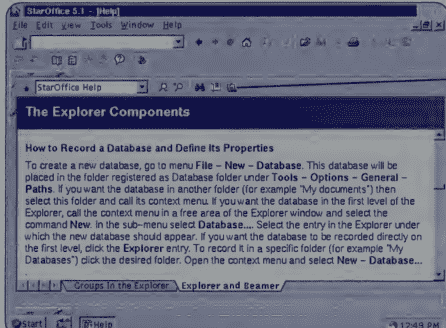 StarOffice 5.1 - [Help]
File Edit View Tools Window Help
StarOffice Help
The Explorer Components
How to Record a Database and Define Its Properties
To create a new database, go to menu File - New - Database. This database will be
placed in the folder registered as Database folder under Tools - Options - General -
Paths. If you want the database in another folder (for example "My documents") then
select this folder and call its context menu. If you want the database in the first level of the
Explorer, call the context menu in a free area of the Explorer window and select the
command New. In the sub-menu select Database.... Select the entry in the Explorer under
which the new database should appear. If you want the database to be recorded directly on
the first level, click the Explorer entry. To record it in a specific folder (for example "My
Databases") click the desired folder. Open the context menu and select New - Database...
Groups in the Explorer Explorer and Beamer
Start Help 12:49 PM